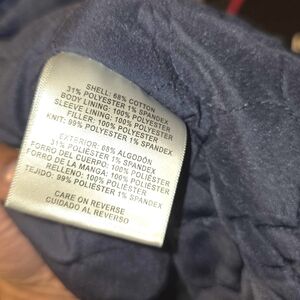 SHELL: 68% COTTON
31% POLYESTER 1% SPANDEX
BODY LINING: 100% POLYESTER
SLEEVE LINING: 100% POLYESTER
FILLER: 100% POLYESTER
KNIT: 99% POLYESTER 1% SPANDEX
EXTERIOR: 68% ALGODÓN
31% POLIÉSTER 1% SPANDEX
FORRO DEL CUERPO: 100% POLIÉSTER
FORRO DE LA MANGA: 100% POLIÉSTER
RELLENO: 100% POLIÉSTER
TEJIDO: 99% POLIÉSTER 1% SPANDEX
CARE ON REVERSE
CUIDADO AL REVERSO